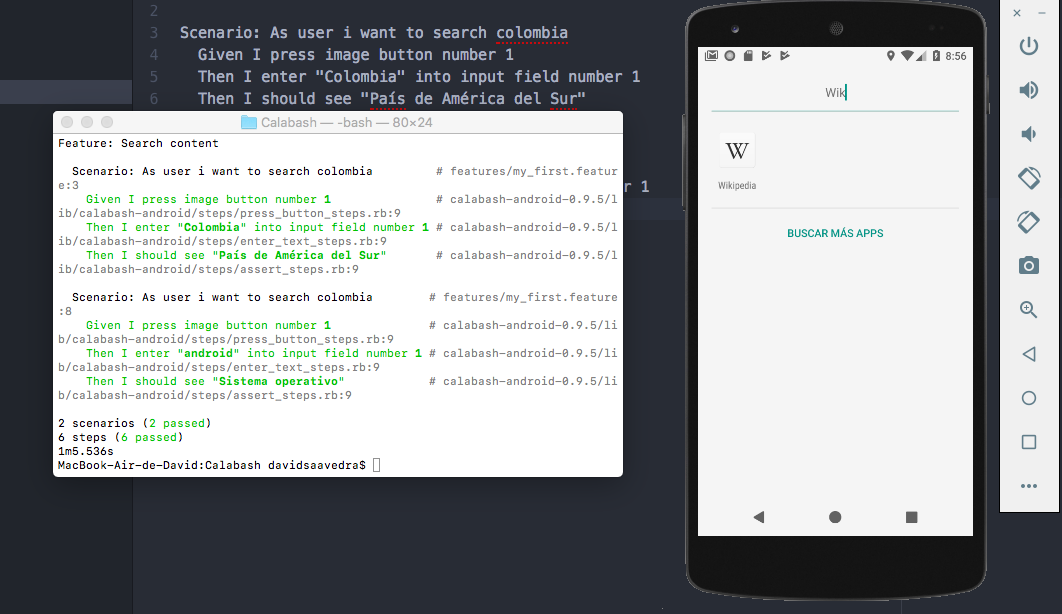 2
3 Scenario: As user i want to search colombia
4 Given I press image button number 1
5 Then I enter "Colombia" into input field number 1
6 Then I should see "País de América del Sur"
r 1
Calabash — -bash — 80×24
Feature: Search content
Scenario: As user i want to search colombia # features/my_first.featur
e:3
Given I press image button number 1 # calabash-android-0.9.5/l
ib/calabash-android/steps/press_button_steps.rb:9
Then I enter "Colombia" into input field number 1 # calabash-android-0.9.5/l
ib/calabash-android/steps/enter_text_steps.rb:9
Then I should see "País de América del Sur" # calabash-android-0.9.5/l
ib/calabash-android/steps/assert_steps.rb:9
Scenario: As user i want to search colombia # features/my_first.feature
:8
Given I press image button number 1 # calabash-android-0.9.5/li
b/calabash-android/steps/press_button_steps.rb:9
Then I enter "android" into input field number 1 # calabash-android-0.9.5/li
b/calabash-android/steps/enter_text_steps.rb:9
Then I should see "Sistema operativo" # calabash-android-0.9.5/li
b/calabash-android/steps/assert_steps.rb:9
2 scenarios (2 passed)
6 steps (6 passed)
1m5.536s
MacBook-Air-de-David:Calabash davidsaavedra$
8:56
Wik
W
Wikipedia
BUSCAR MÁS APPS